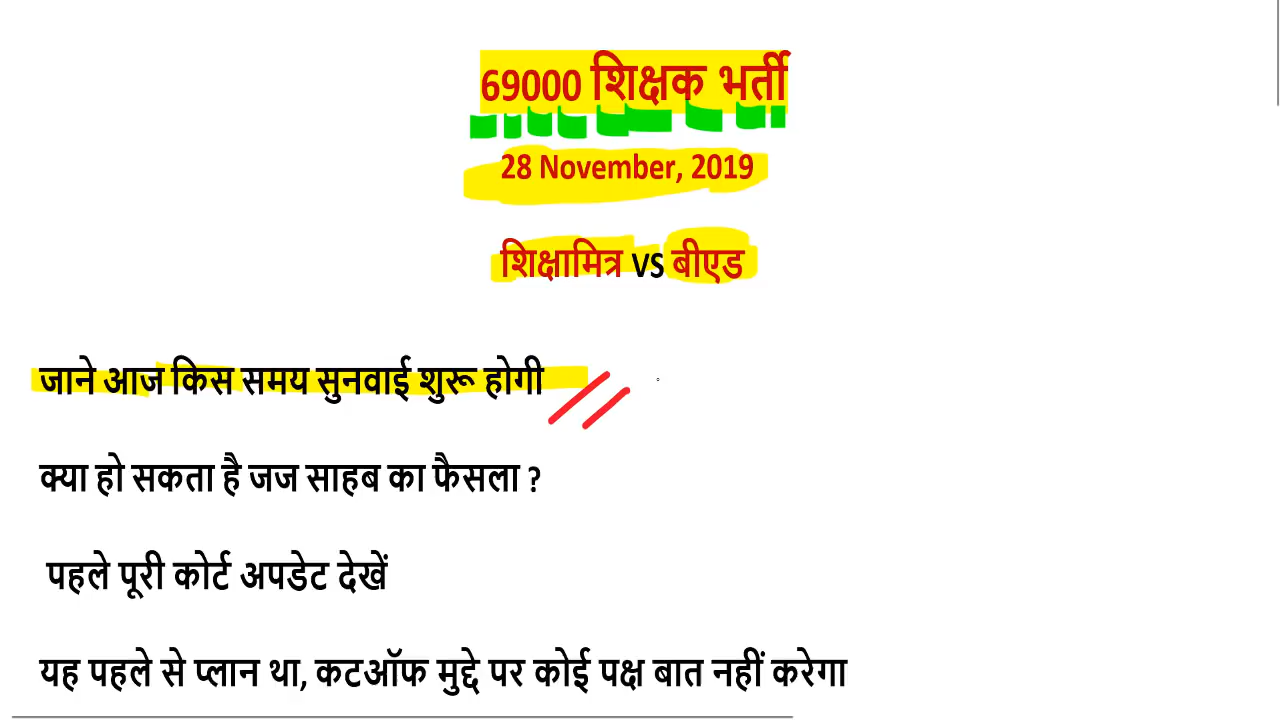 69000 शिक्षक भर्ती
28 November, 2019
शिक्षामित्र VS बीएड
जाने आज किस समय सुनवाई शुरू होगी
क्या हो सकता है जज साहब का फैसला ?
पहले पूरी कोर्ट अपडेट देखें
यह पहले से प्लान था, कटऑफ मुद्दे पर कोई पक्ष बात नहीं करेगा